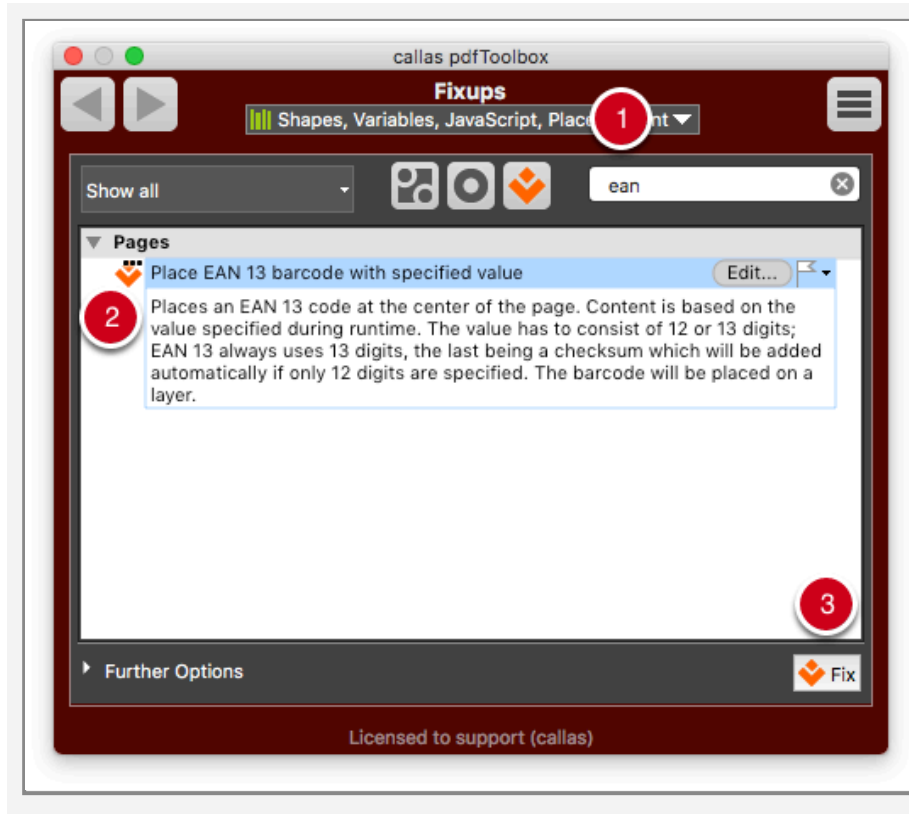 callas pdfToolbox
Fixups
Shapes, Variables, JavaScript, Plac 1 nt
Show all
ean
Pages
Place EAN 13 barcode with specified value Edit...
2
Places an EAN 13 code at the center of the page. Content is based on the
value specified during runtime. The value has to consist of 12 or 13 digits;
EAN 13 always uses 13 digits, the last being a checksum which will be added
automatically if only 12 digits are specified. The barcode will be placed on a
layer.
3
Further Options
Fix
Licensed to support (callas)